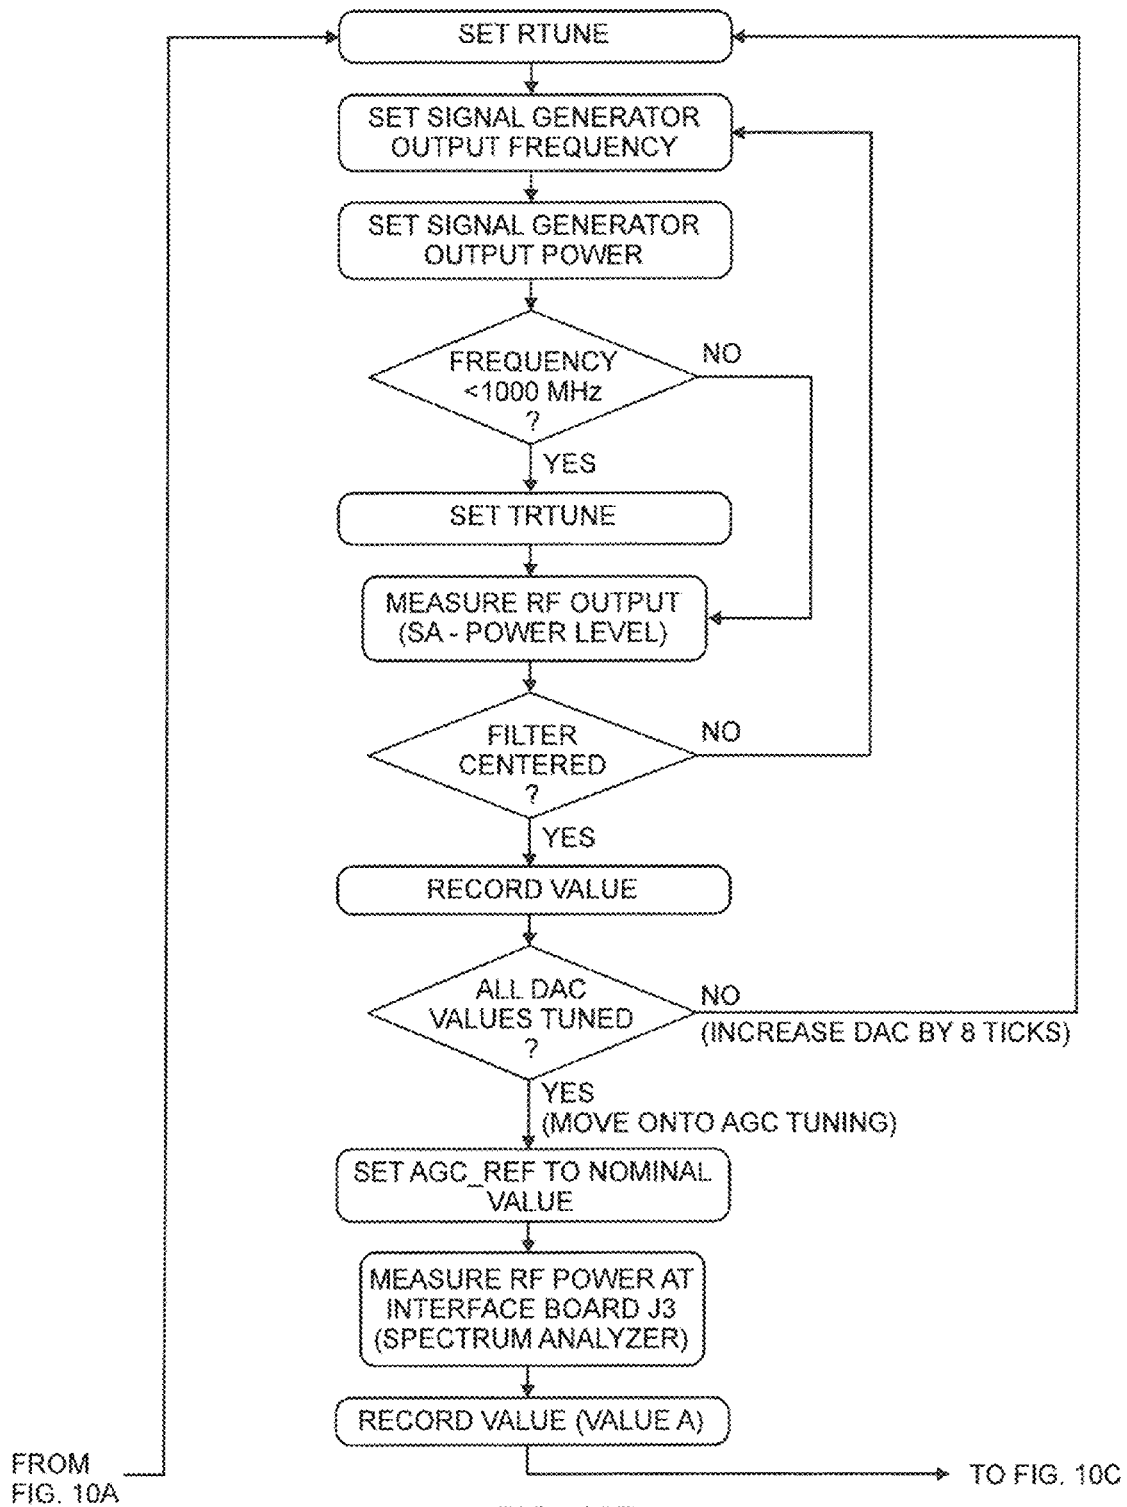 SET RTUNE
SET SIGNAL GENERATOR
OUTPUT FREQUENCY
SET SIGNAL GENERATOR
OUTPUT POWER
FREQUENCY
<1000 MHz
?
NO
YES
SET TRTUNE
MEASURE RF OUTPUT
(SA - POWER LEVEL)
FILTER
CENTERED
?
NO
YES
RECORD VALUE
ALL DAC
VALUES TUNED
?
NO
(INCREASE DAC BY 8 TICKS)
YES
(MOVE ONTO AGC TUNING)
SET AGC_REF TO NOMINAL
VALUE
MEASURE RF POWER AT
INTERFACE BOARD J3
(SPECTRUM ANALYZER)
RECORD VALUE (VALUE A)
FROM
FIG. 10A
TO FIG. 10C